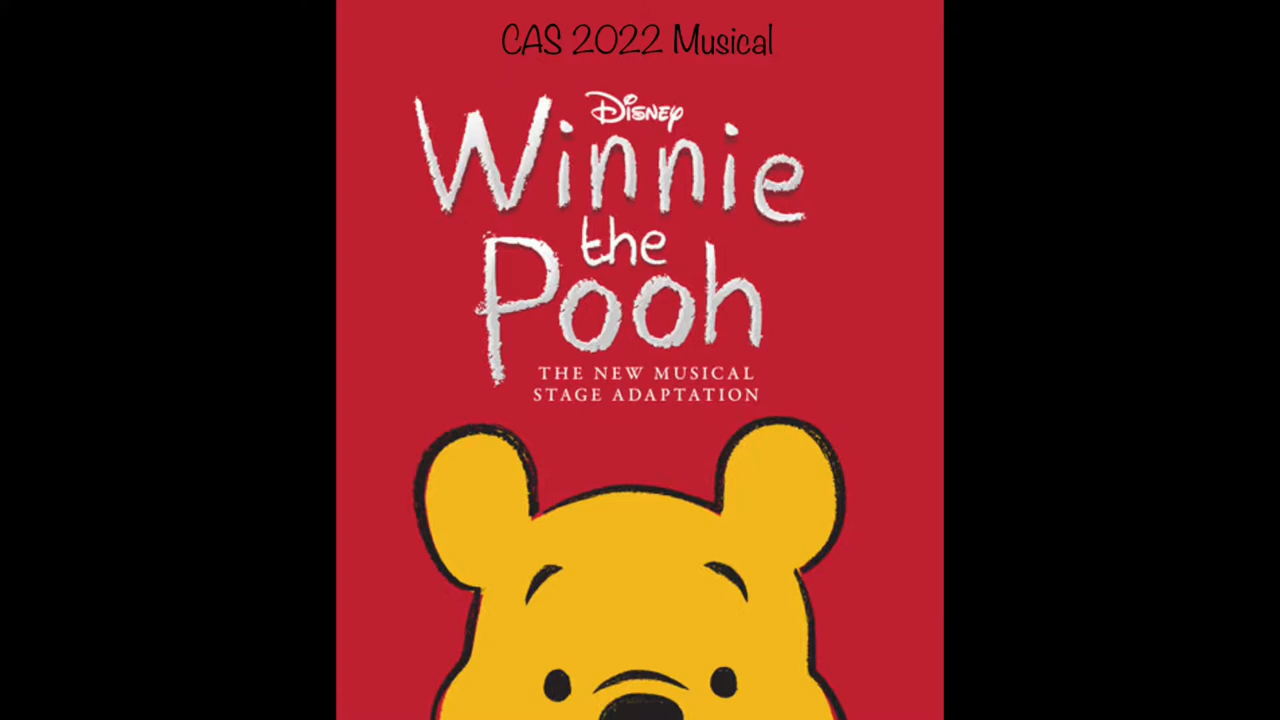 CAS 2022 Musical
Disney
Winnie
the
Pooh
THE NEW MUSICAL
STAGE ADAPTATION